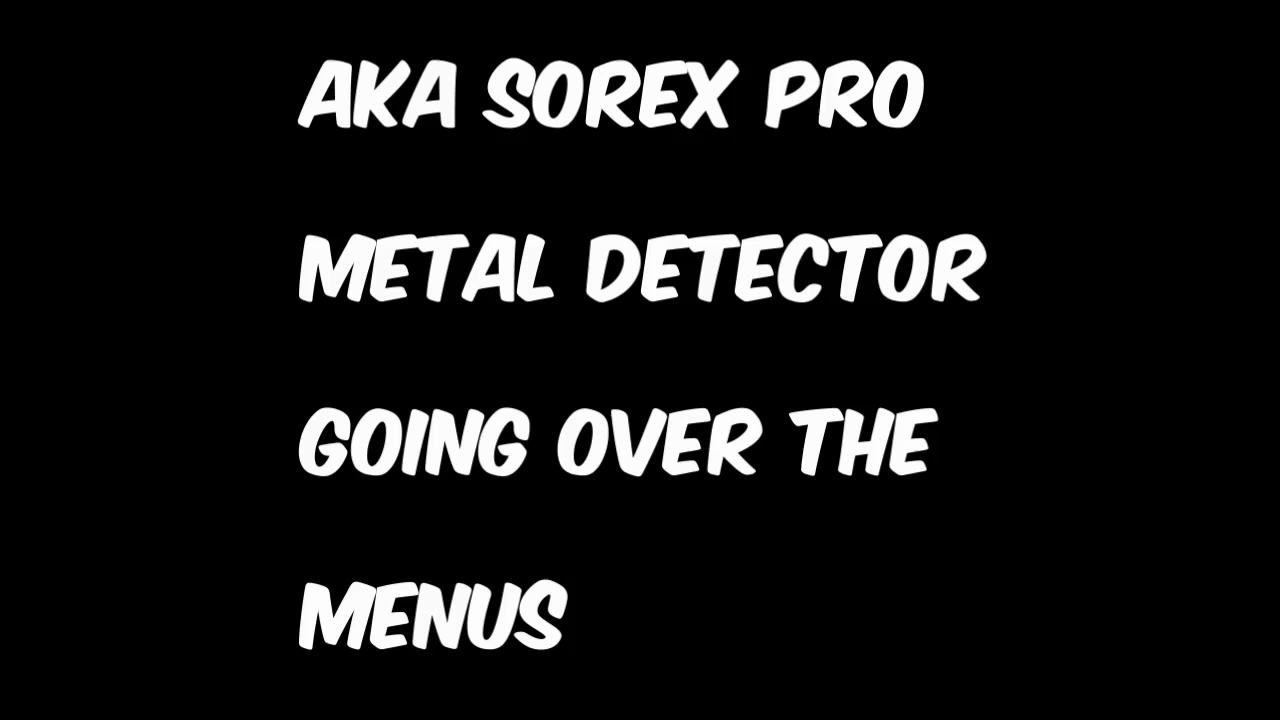 AKA SOREX PRO
METAL DETECTOR
GOING OVER THE
MENUS